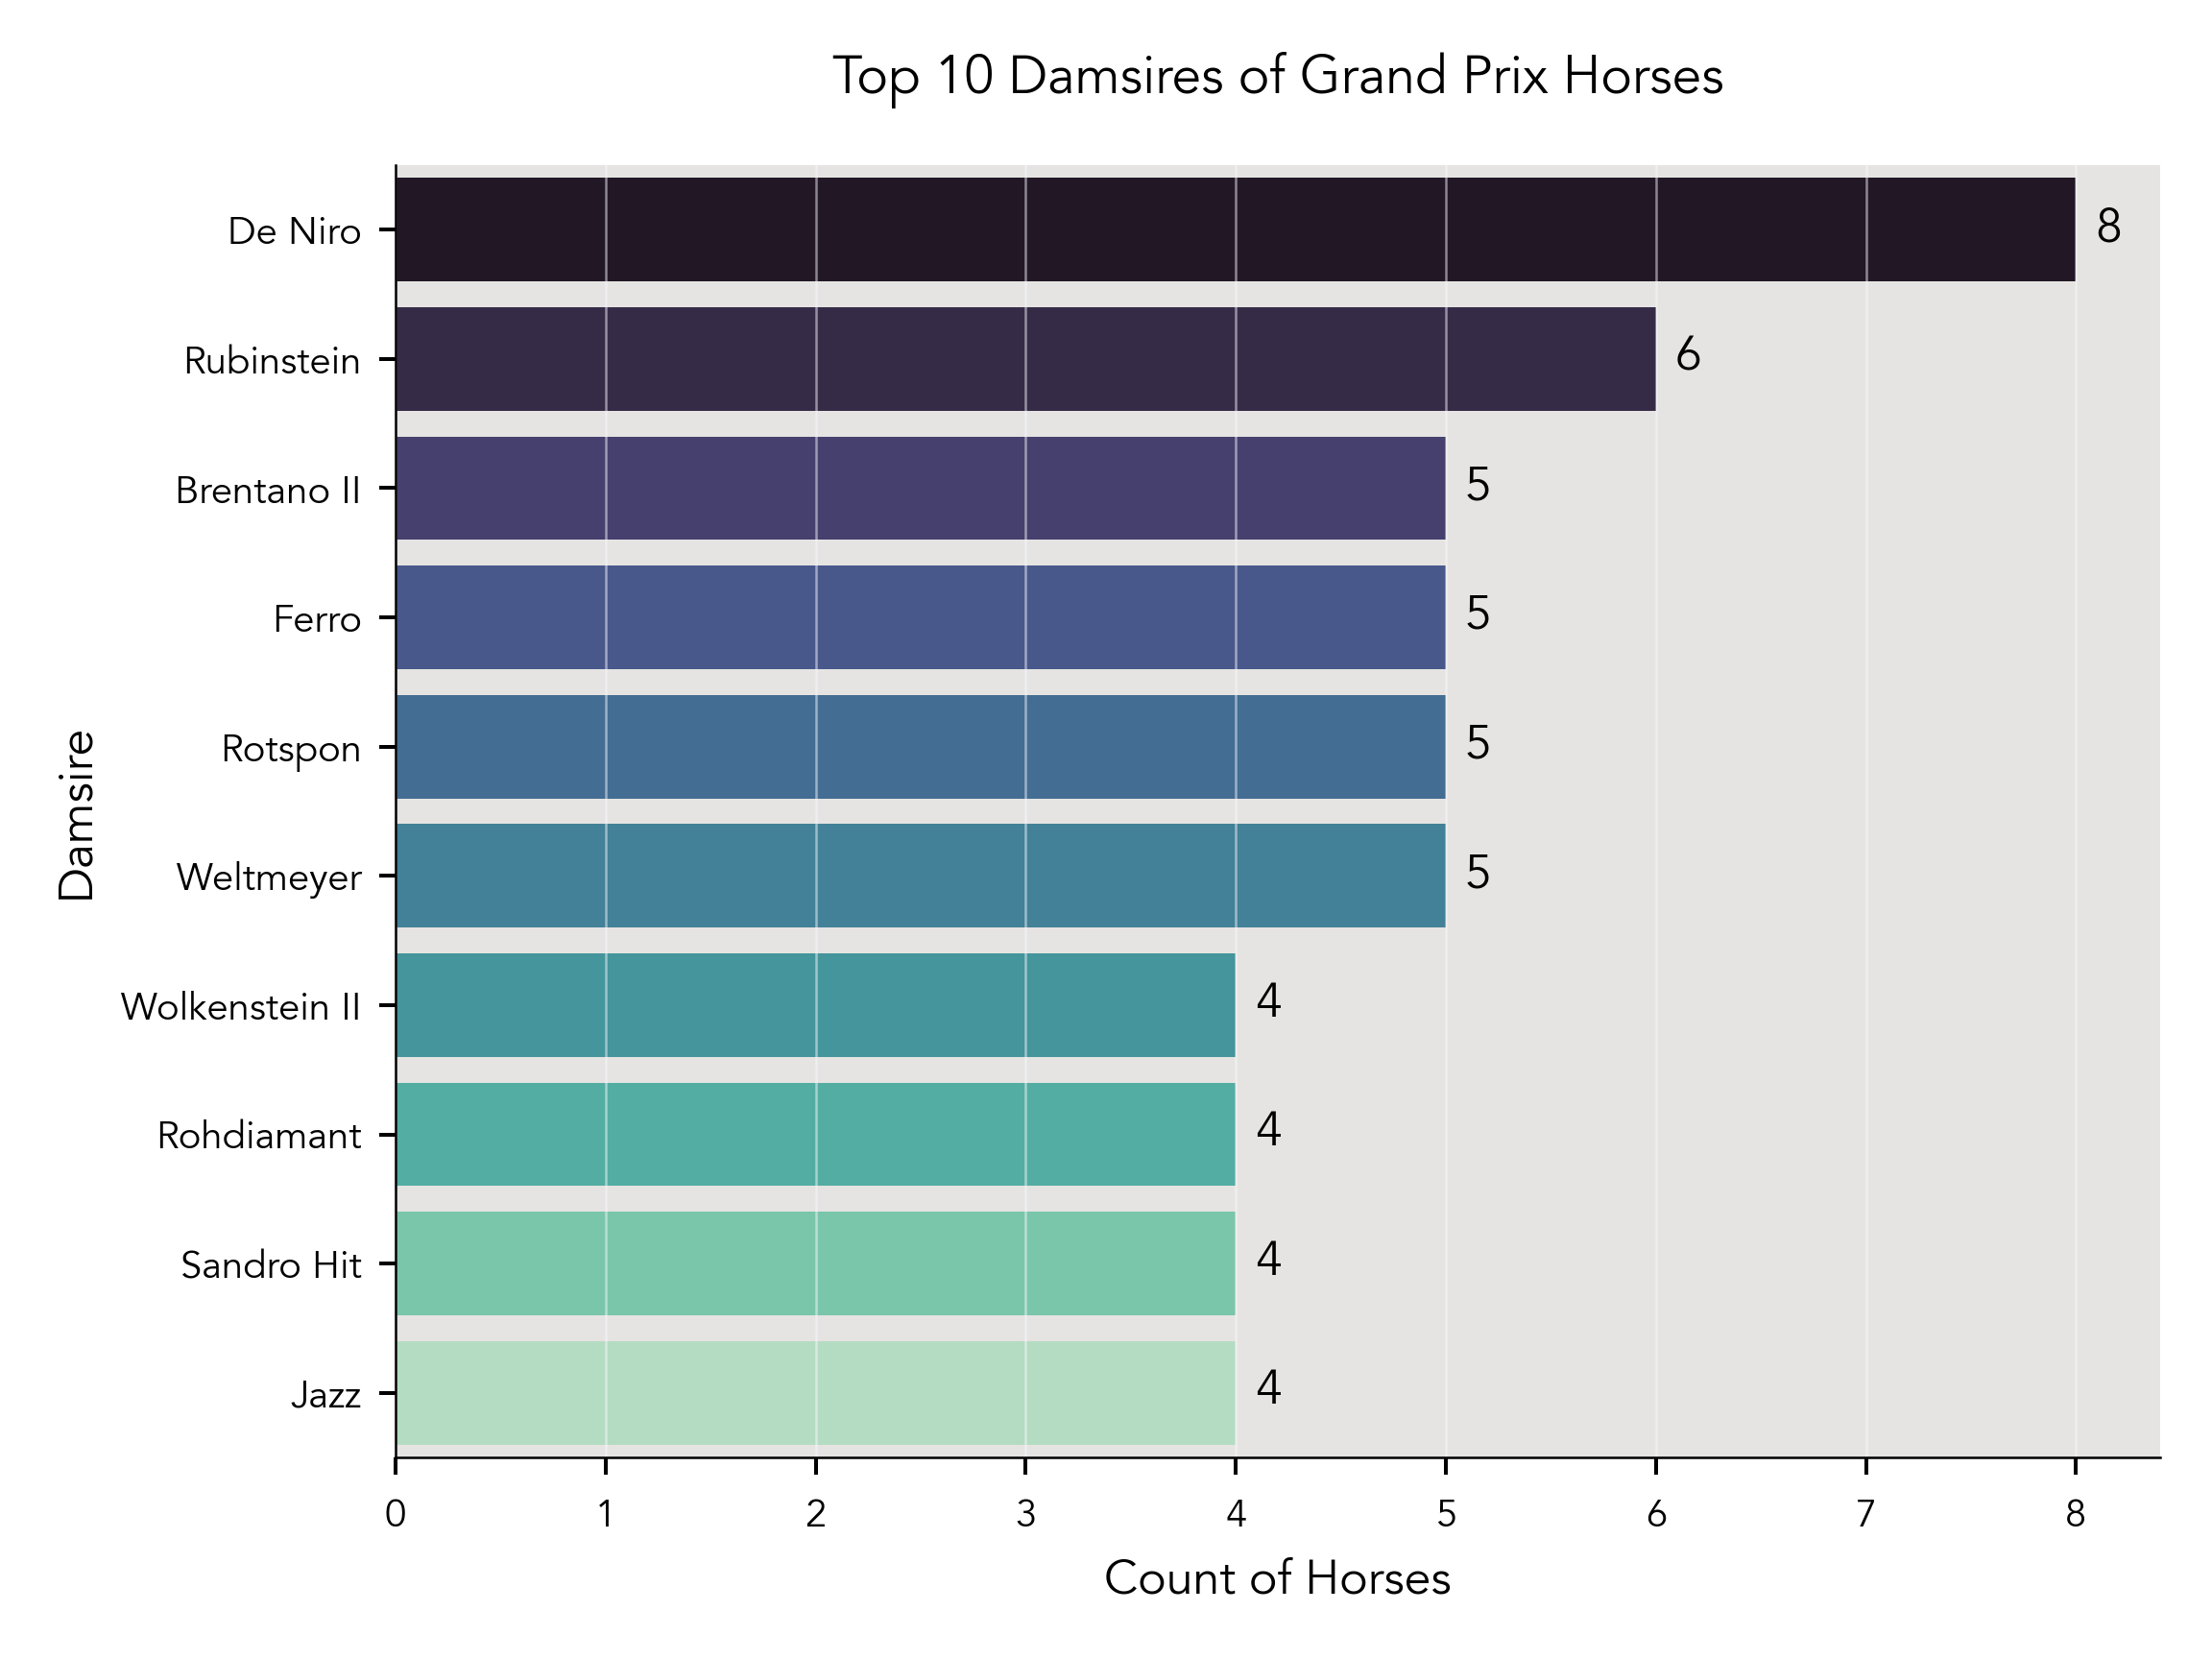 Top 10 Damsires of Grand Prix Horses
Damsire
De Niro 8
Rubinstein 6
Brentano II 5
Ferro 5
Rotspon 5
Weltmeyer 5
Wolkenstein II 4
Rohdiamant 4
Sandro Hit 4
Jazz 4
0 1 2 3 4 5 6 7 8
Count of Horses